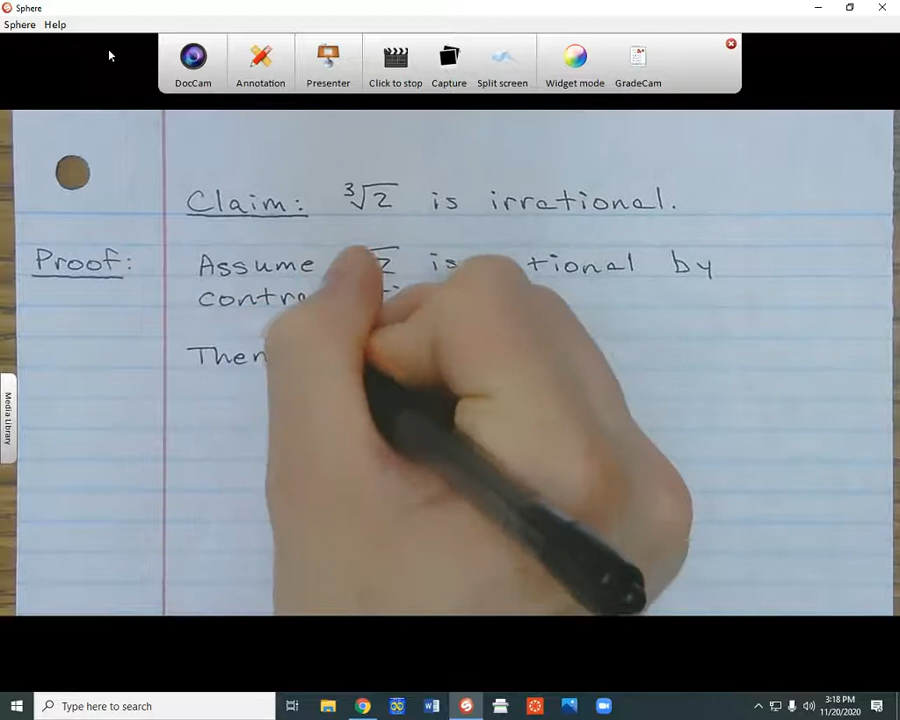 Sphere
Sphere Help
DocCam Annotation Presenter Click to stop Capture Split screen Widget mode GradeCam
Claim: ∛2 is irrational.
Proof: Assume is by
Then
Media Library
Type here to search
3:18 PM
11/20/2020